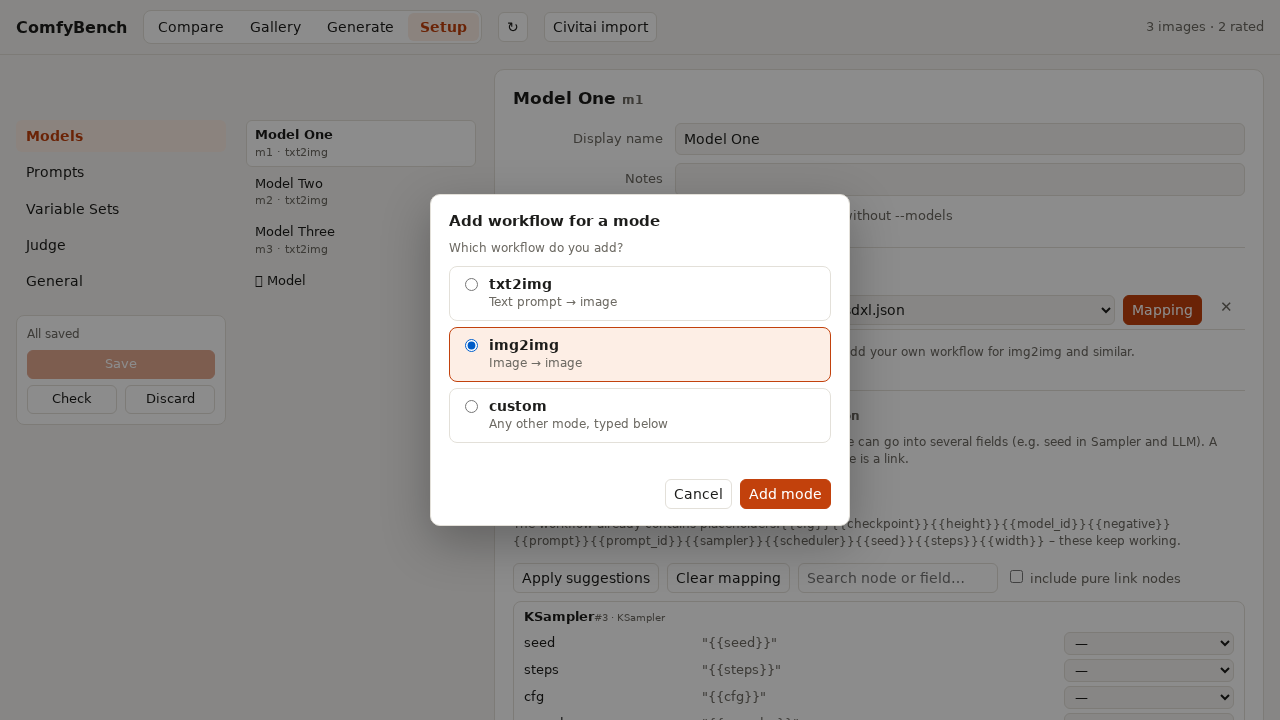 ComfyBench
Compare
Gallery
Generate
Setup
↻
Civitai import
3 images · 2 rated
Models
Prompts
Variable Sets
Judge
General
All saved
Save
Check
Discard
Model One
m1 · txt2img
Model Two
m2 · txt2img
Model Three
m3 · txt2img
Model
Model One m1
Display name
Model One
Notes
without --models
sdxl.json
Mapping
✕
add your own workflow for img2img and similar.
can go into several fields (e.g. seed in Sampler and LLM). A
is a link.
{{checkpoint}}{{height}}{{model_id}}{{negative}}
{{prompt}}{{prompt_id}}{{sampler}}{{scheduler}}{{seed}}{{steps}}{{width}} – these keep working.
Apply suggestions
Clear mapping
Search node or field…
include pure link nodes
KSampler#3 · KSampler
seed
"{{seed}}"
—
steps
"{{steps}}"
—
cfg
"{{cfg}}"
—
Add workflow for a mode
Which workflow do you add?
txt2img
Text prompt → image
img2img
Image → image
custom
Any other mode, typed below
Cancel
Add mode